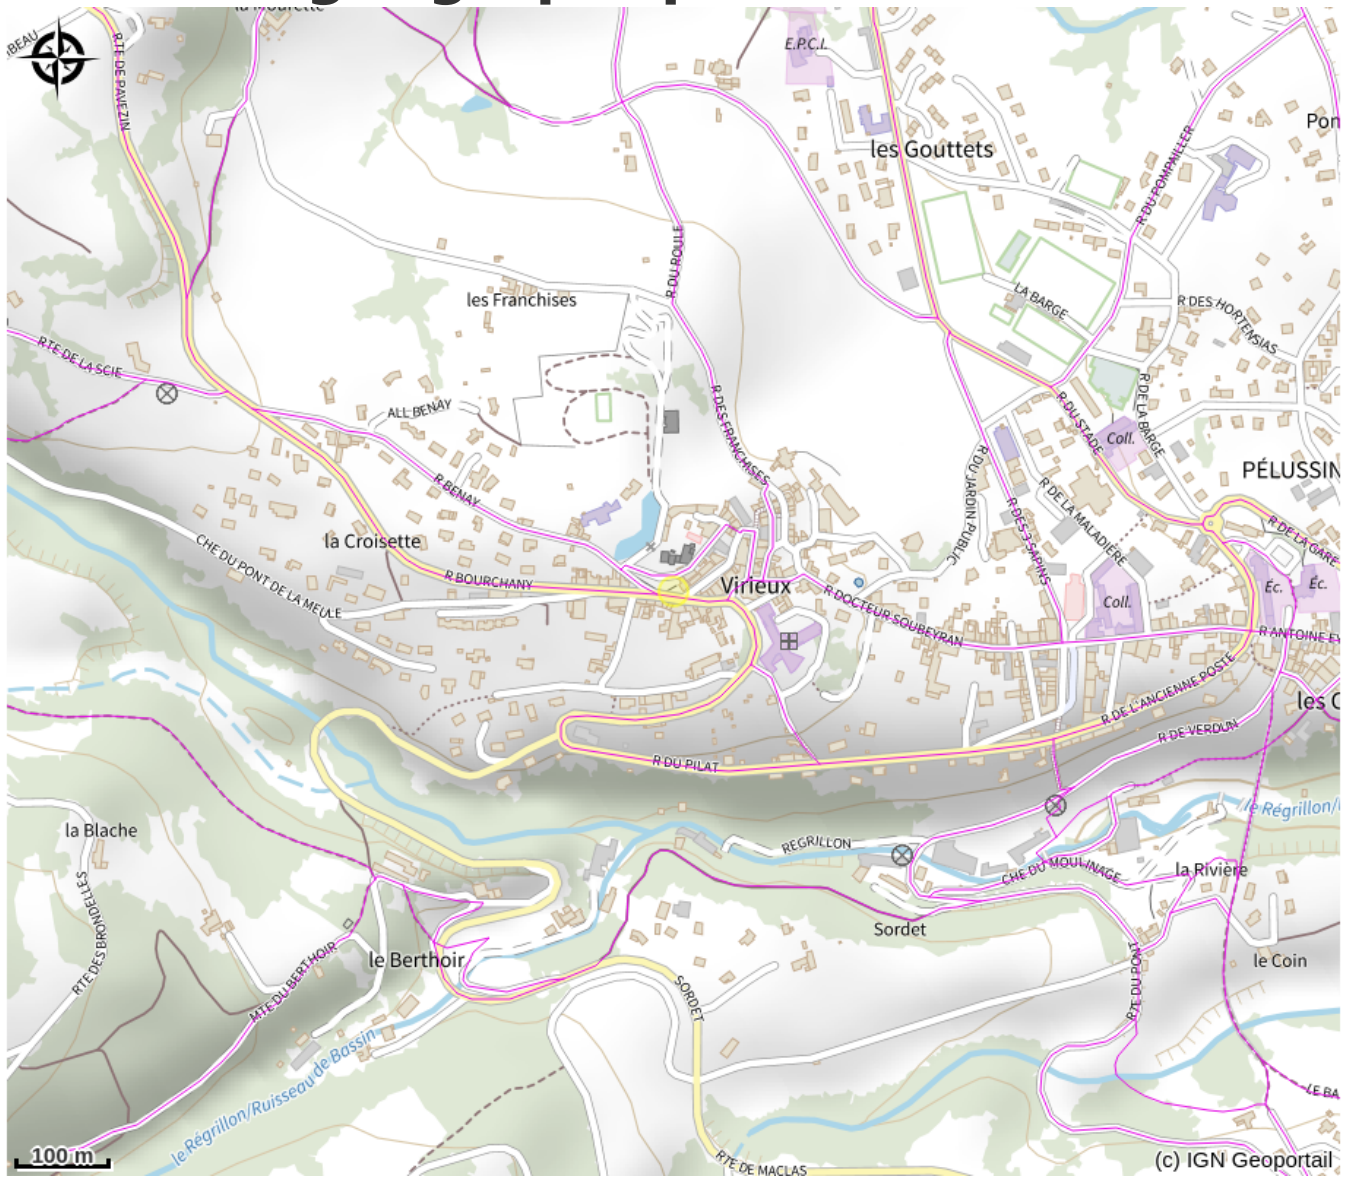 E.P.C.I.
RTE DE PAVEZIN
Pon
les Gouttets
R DU POMPAILLER
R DU ROULE
les Franchises
LA BARGE
R DES HORTENSIAS
RTE DE LA SCIE
ALL BENAY
R DES FRANCHISES
R DU STADE
R DE LA BARGE
Coll.
PÉLUSSIN
R BENAY
R DU JARDIN PUBLIC
R DES 3 SAPINS
R DE LA MALADIÈRE
R DE LA GARE
la Croisette
CHE DU PONT DE LA MEULE
R BOURCHANY
Virieux
R DOCTEUR SOUBEYRAN
Coll.
Éc.
Éc.
R ANTOINE E
R DE L'ANCIENNE POSTE
les C
R DE VERDUN
R DU PILAT
le Régrillon/
la Blache
REGRILLON
CHE DU MOULINAGE
la Rivière
RTE DES BRONDELLES
Sordet
le Berthoir
MTE DU BERTHOIR
SORDET
RTE DU PONT
le Coin
le Régrillon/Ruisseau de Bassin
LE BA
100 m
RTE DE MACLAS
(c) IGN Geoportail